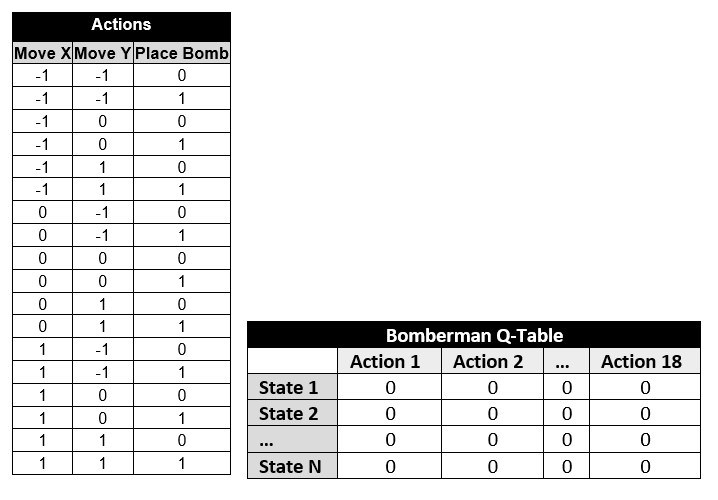 Actions
Move X Move Y Place Bomb
-1 -1 0
-1 -1 1
-1 0 0
-1 0 1
-1 1 0
-1 1 1
0 -1 0
0 -1 1
0 0 0
0 0 1
0 1 0
0 1 1
1 -1 0
1 -1 1
1 0 0
1 0 1
1 1 0
1 1 1
Bomberman Q-Table
Action 1 Action 2 ... Action 18
State 1 0 0 0 0
State 2 0 0 0 0
... 0 0 0 0
State N 0 0 0 0